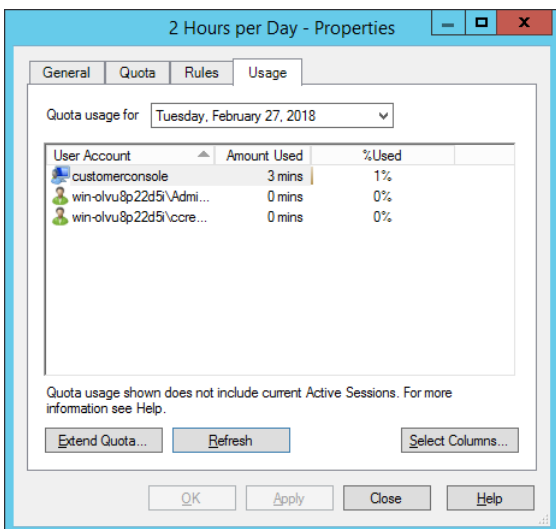 2 Hours per Day - Properties
General Quota Rules Usage
Quota usage for Tuesday, February 27, 2018
User Account Amount Used %Used
customerconsole 3 mins 1%
win-olvu8p22d5i\Admi... 0 mins 0%
win-olvu8p22d5i\ccre... 0 mins 0%
Quota usage shown does not include current Active Sessions. For more
information see Help.
Extend Quota... Refresh Select Columns...
OK Apply Close Help